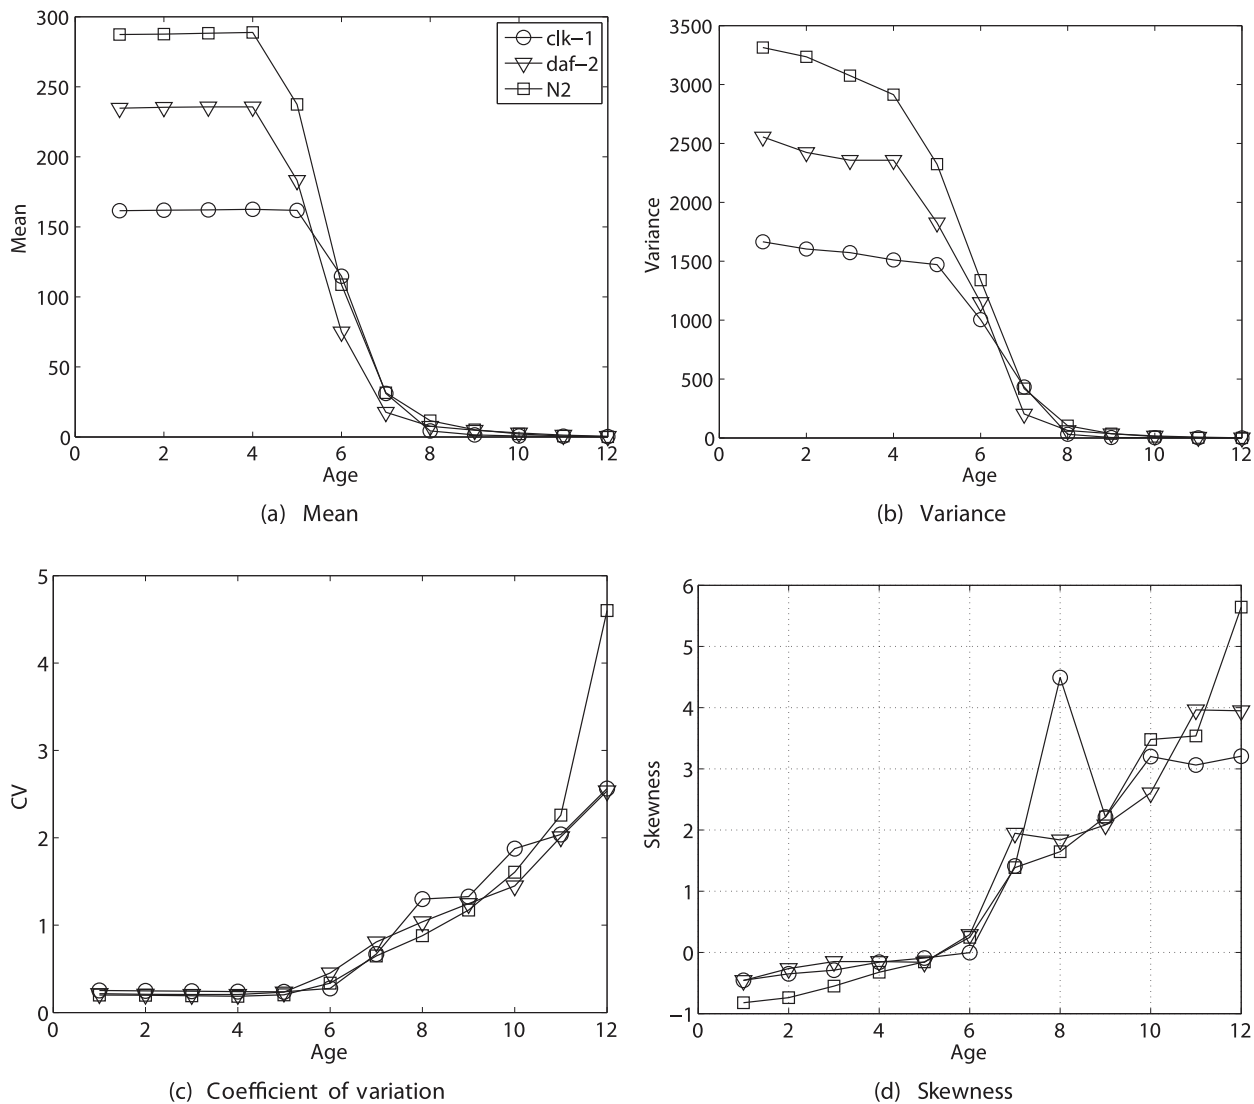 300
250
200
150
100
50
0
Mean
0 2 4 6 8 10 12
Age
clk−1
daf−2
N2
(a) Mean
3500
3000
2500
2000
1500
1000
500
0
Variance
0 2 4 6 8 10 12
Age
(b) Variance
5
4
3
2
1
0
CV
0 2 4 6 8 10 12
Age
(c) Coefficient of variation
6
5
4
3
2
1
0
−1
Skewness
0 2 4 6 8 10 12
Age
(d) Skewness